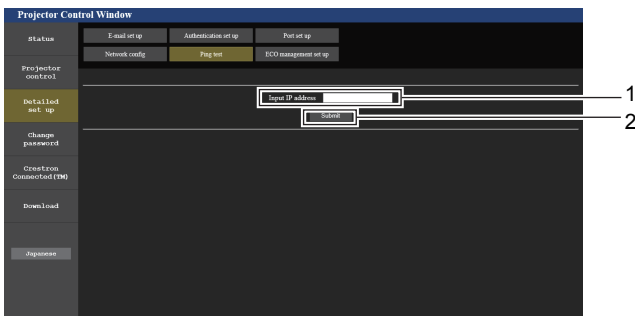 Projector Control Window
Status
E-mail set up
Authentication set up
Port set up
Network config
Ping test
ECO management set up
Projector
control
Detailed
set up
Input IP address
1
Submit
2
Change
password
Crestron
Connected(TM)
Download
Japanese